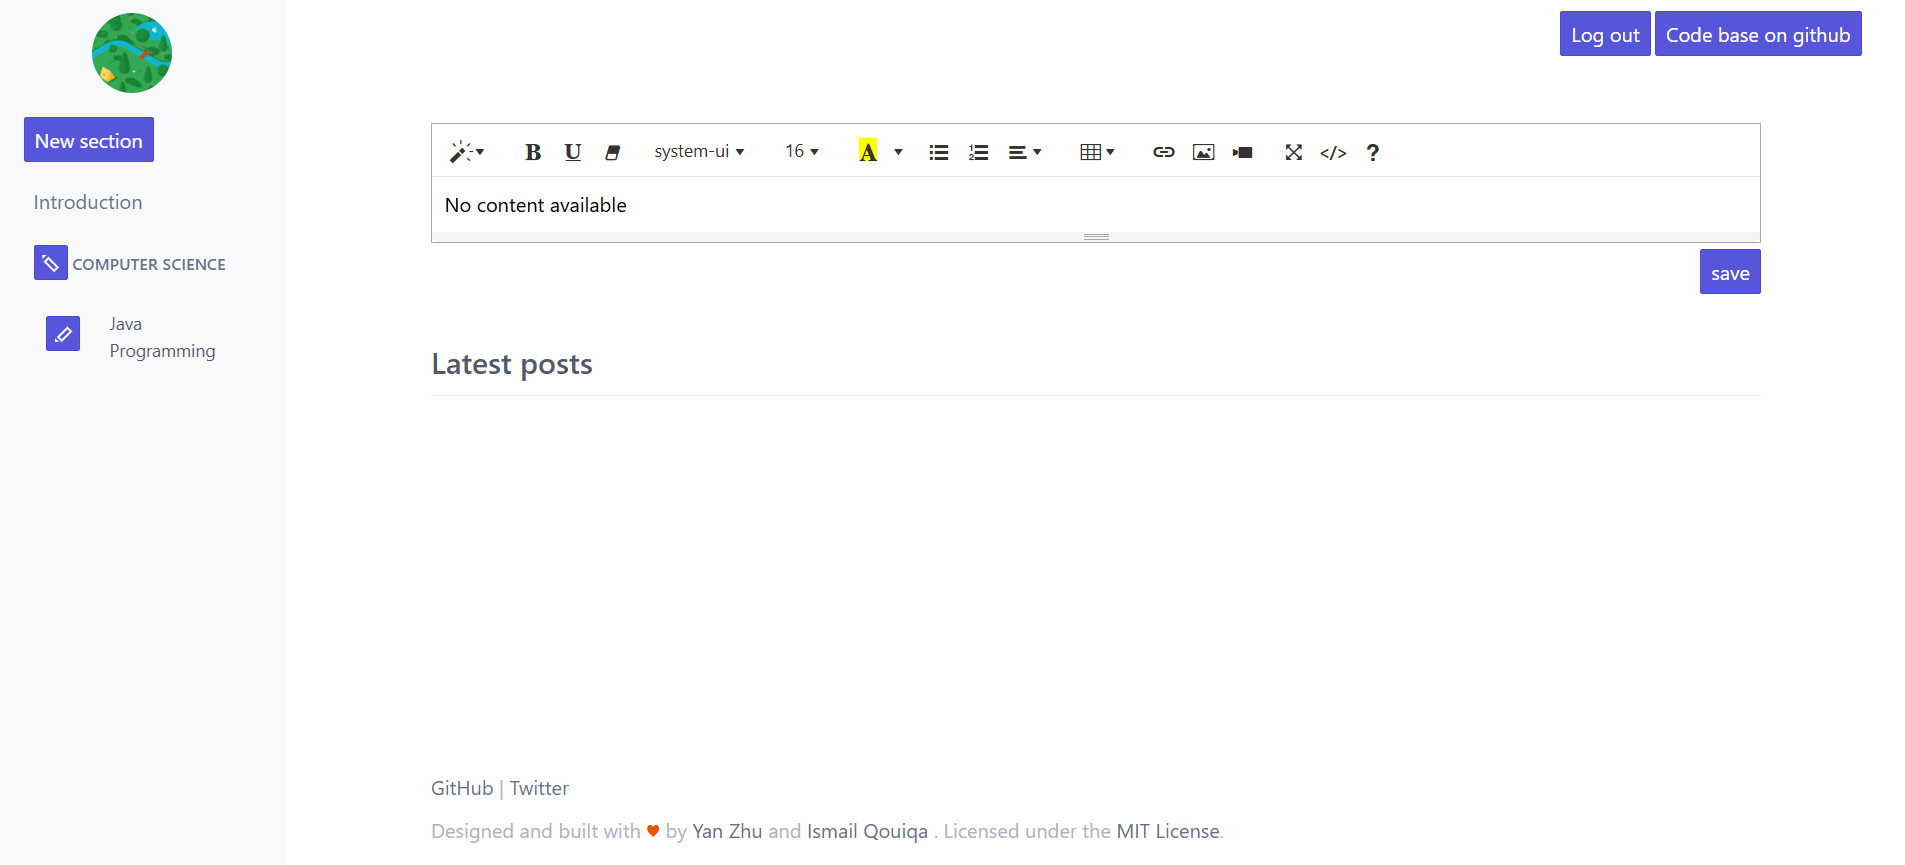 Log out
Code base on github
New section
Introduction
COMPUTER SCIENCE
Java
Programming
B U system-ui 16 A </> ?
No content available
save
Latest posts
GitHub | Twitter
Designed and built with ♥ by Yan Zhu and Ismail Qouiqa . Licensed under the MIT License.